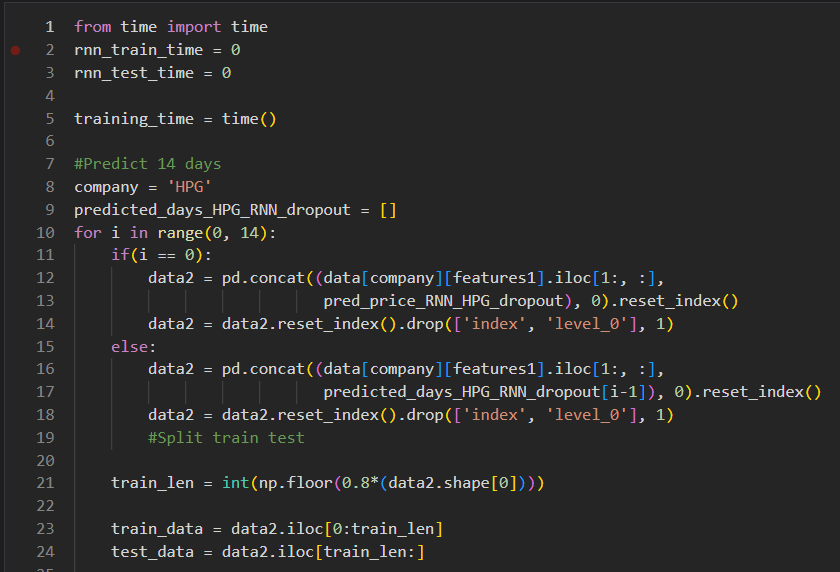 1 from time import time
2 rnn_train_time = 0
3 rnn_test_time = 0
4
5 training_time = time()
6
7 #Predict 14 days
8 company = 'HPG'
9 predicted_days_HPG_RNN_dropout = []
10 for i in range(0, 14):
11     if(i == 0):
12         data2 = pd.concat((data[company][features1].iloc[1:, :],
13                            pred_price_RNN_HPG_dropout), 0).reset_index()
14         data2 = data2.reset_index().drop(['index', 'level_0'], 1)
15     else:
16         data2 = pd.concat((data[company][features1].iloc[1:, :],
17                            predicted_days_HPG_RNN_dropout[i-1]), 0).reset_index()
18         data2 = data2.reset_index().drop(['index', 'level_0'], 1)
19         #Split train test
20
21     train_len = int(np.floor(0.8*(data2.shape[0])))
22
23     train_data = data2.iloc[0:train_len]
24     test_data = data2.iloc[train_len:]